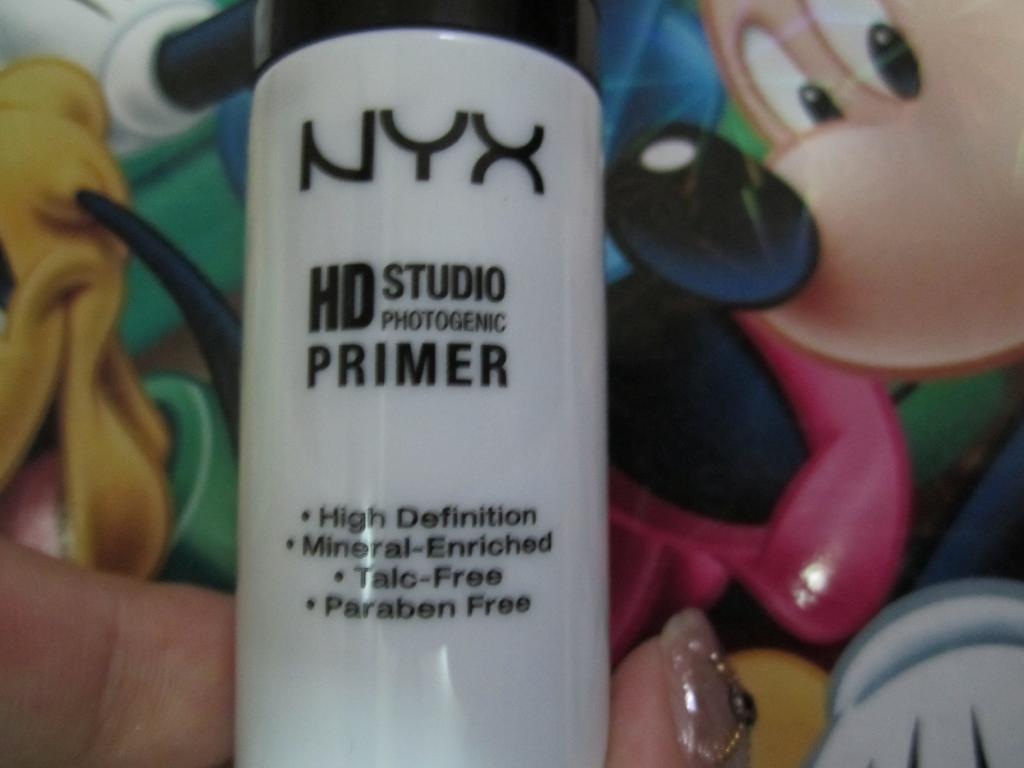 NYX
HD STUDIO
PHOTOGENIC
PRIMER
• High Definition
• Mineral-Enriched
• Talc-Free
• Paraben Free